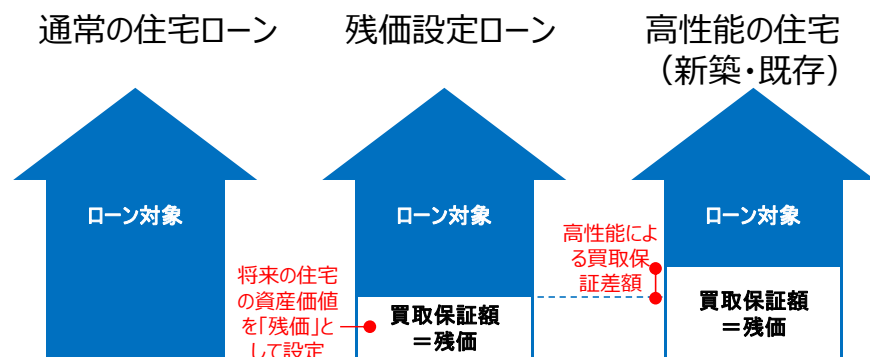 通常の住宅ローン
残価設定ローン
高性能の住宅
（新築・既存）
ローン対象
ローン対象
ローン対象
高性能によ
る買取保
証差額
将来の住宅
の資産価値
を「残価」と
して設定
買取保証額
＝残価
買取保証額
＝残価